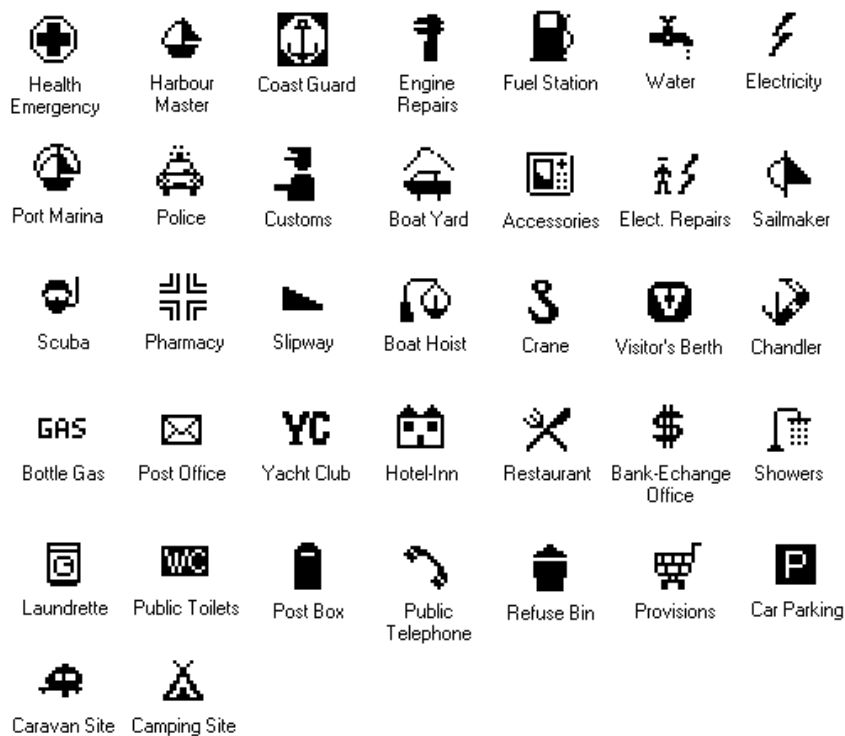 Health Emergency
Harbour Master
Coast Guard
Engine Repairs
Fuel Station
Water
Electricity
Port Marina
Police
Customs
Boat Yard
Accessories
Elect. Repairs
Sailmaker
Scuba
Pharmacy
Slipway
Boat Hoist
Crane
Visitor's Berth
Chandler
GAS
YC
$
Bottle Gas
Post Office
Yacht Club
Hotel-Inn
Restaurant
Bank-Echange Office
Showers
WC
P
Laundrette
Public Toilets
Post Box
Public Telephone
Refuse Bin
Provisions
Car Parking
Caravan Site
Camping Site